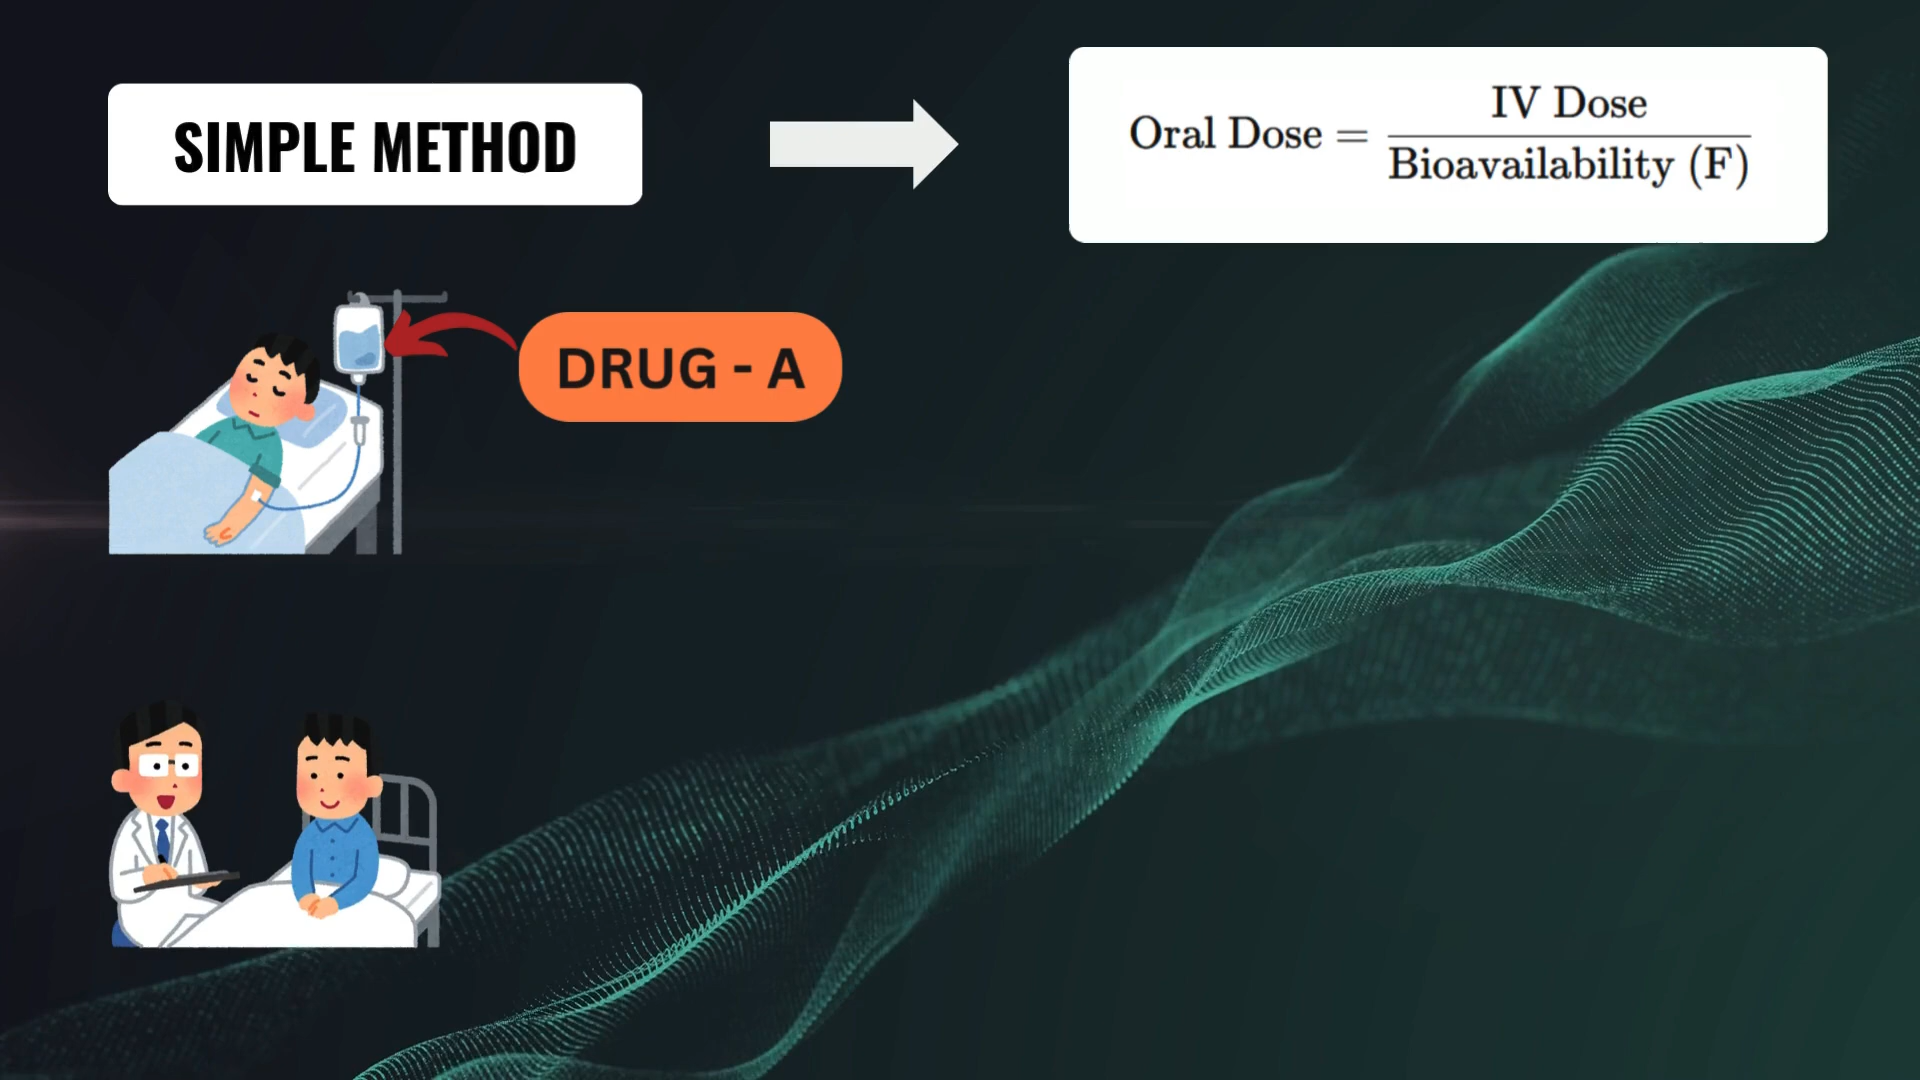 SIMPLE METHOD
Oral Dose = IV Dose / Bioavailability (F)
DRUG - A